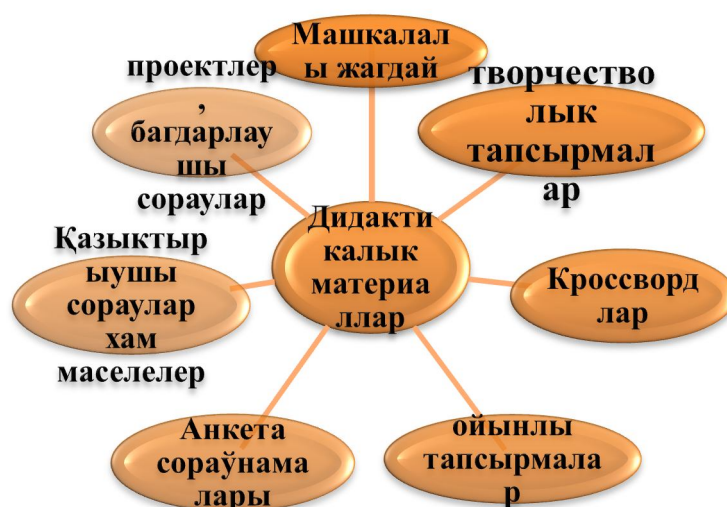 Машкалал
ы жагдай
творчество
лык
тапсырмал
ар
Кроссворд
лар
ойынлы
тапсырмала
р
Анкета
сораўнама
лары
Қазыктыр
ыушы
сораулар
хам
маселелер
проектлер
,
багдарлау
шы
сораулар
Дидакти
калык
материа
ллар